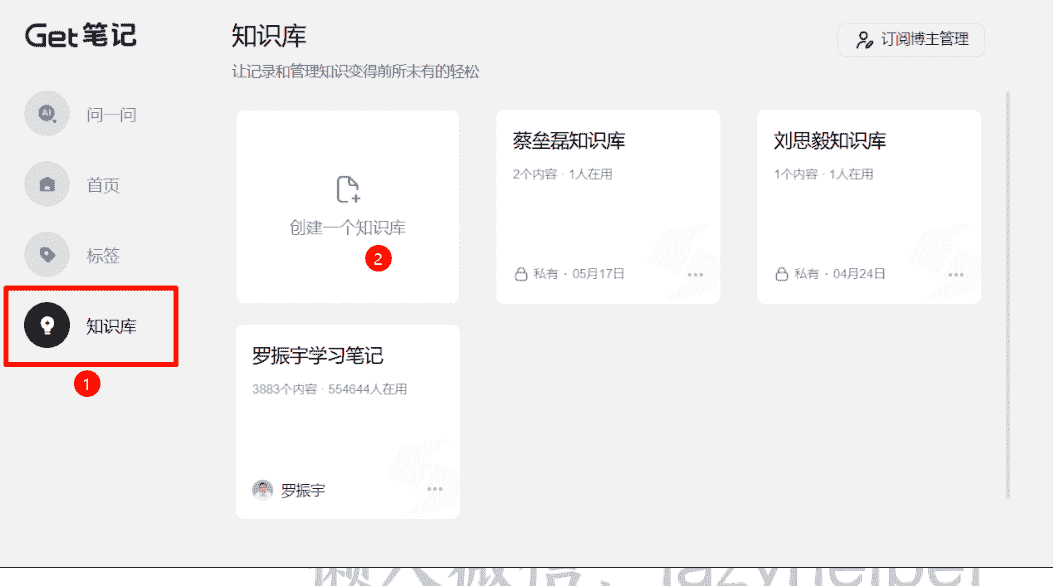 Get笔记
问一问
首页
标签
知识库
1
知识库
让记录和管理知识变得前所未有的轻松
订阅博主管理
创建一个知识库
2
蔡垒磊知识库
2个内容 · 1人在用
私有 · 05月17日
刘思毅知识库
1个内容 · 1人在用
私有 · 04月24日
罗振宇学习笔记
3883个内容 · 554644人在用
罗振宇